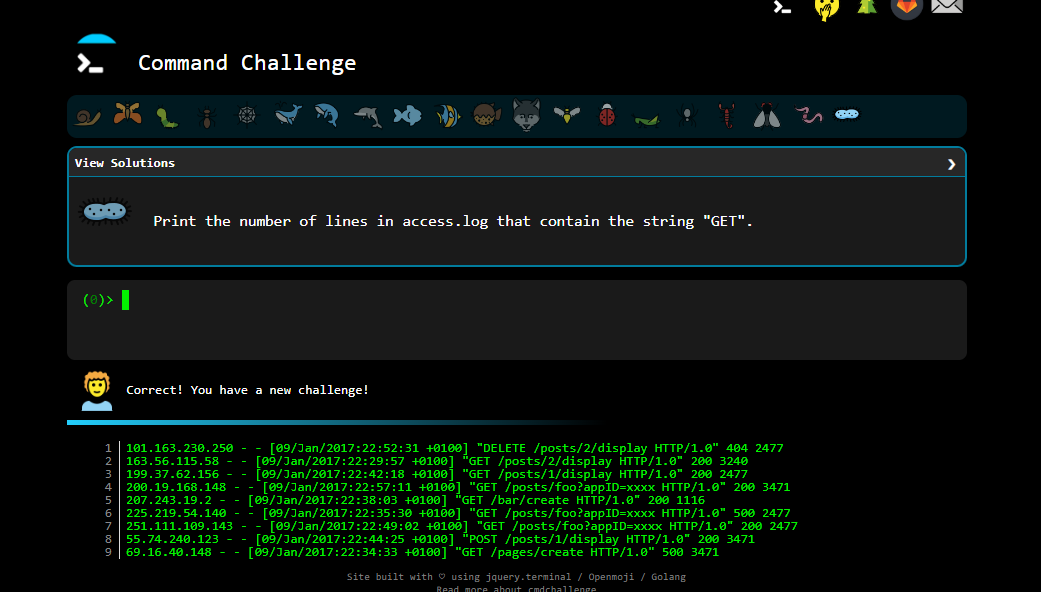 Command Challenge
View Solutions
Print the number of lines in access.log that contain the string "GET".
(0)>
Correct! You have a new challenge!
1 101.163.230.250 - - [09/Jan/2017:22:52:31 +0100] "DELETE /posts/2/display HTTP/1.0" 404 2477
2 163.56.115.58 - - [09/Jan/2017:22:29:57 +0100] "GET /posts/2/display HTTP/1.0" 200 3240
3 199.37.62.156 - - [09/Jan/2017:22:42:18 +0100] "GET /posts/1/display HTTP/1.0" 200 2477
4 200.19.168.148 - - [09/Jan/2017:22:57:11 +0100] "GET /posts/foo?appID=xxxx HTTP/1.0" 200 3471
5 207.243.19.2 - - [09/Jan/2017:22:38:03 +0100] "GET /bar/create HTTP/1.0" 200 1116
6 225.219.54.140 - - [09/Jan/2017:22:35:30 +0100] "GET /posts/foo?appID=xxxx HTTP/1.0" 500 2477
7 251.111.109.143 - - [09/Jan/2017:22:49:02 +0100] "GET /posts/foo?appID=xxxx HTTP/1.0" 200 2477
8 55.74.240.123 - - [09/Jan/2017:22:44:25 +0100] "POST /posts/1/display HTTP/1.0" 200 3471
9 69.16.40.148 - - [09/Jan/2017:22:34:33 +0100] "GET /pages/create HTTP/1.0" 500 3471
Site built with ♡ using jquery.terminal / Openmoji / Golang
Read more about cmdchallenge